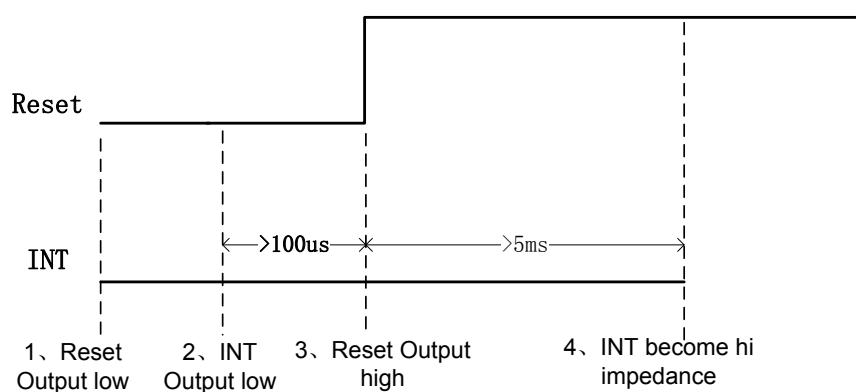 Reset
>100us
>5ms
INT
1、Reset
Output low
2、INT
Output low
3、Reset Output
high
4、INT become hi
impedance